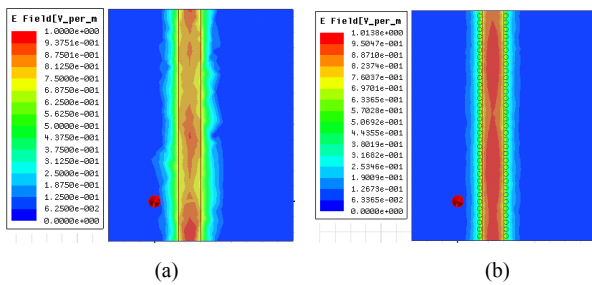 E Field[V_per_m
1.0000e+000
9.3751e-001
8.7501e-001
8.1250e-001
7.5000e-001
6.8750e-001
6.2500e-001
5.6250e-001
5.0000e-001
4.3750e-001
3.7500e-001
3.1250e-001
2.5000e-001
1.8750e-001
1.2500e-001
6.2500e-002
0.0000e+000
(a)
E Field[V_per_m
1.0138e+000
9.5047e-001
8.8710e-001
8.2374e-001
7.6037e-001
6.9701e-001
6.3365e-001
5.7028e-001
5.0692e-001
4.4355e-001
3.8019e-001
3.1682e-001
2.5346e-001
1.9009e-001
1.2673e-001
6.3365e-002
0.0000e+000
(b)